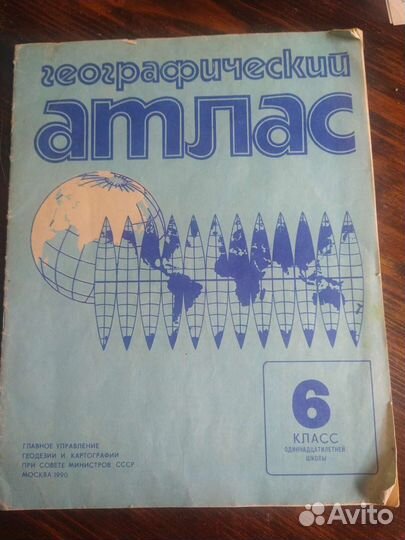 географический
атлас
6
КЛАСС
ОДИННАДЦАТИЛЕТНЕЙ
ШКОЛЫ
ГЛАВНОЕ УПРАВЛЕНИЕ
ГЕОДЕЗИИ И КАРТОГРАФИИ
ПРИ СОВЕТЕ МИНИСТРОВ СССР
МОСКВА 1990
Avito